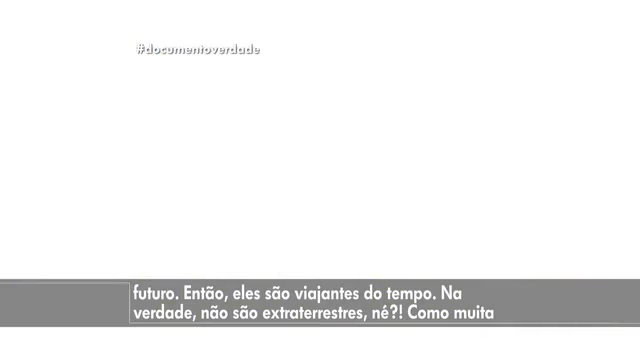 #documentoverdade
futuro. Então, eles são viajantes do tempo. Na
verdade, não são extraterrestres, né?! Como muita